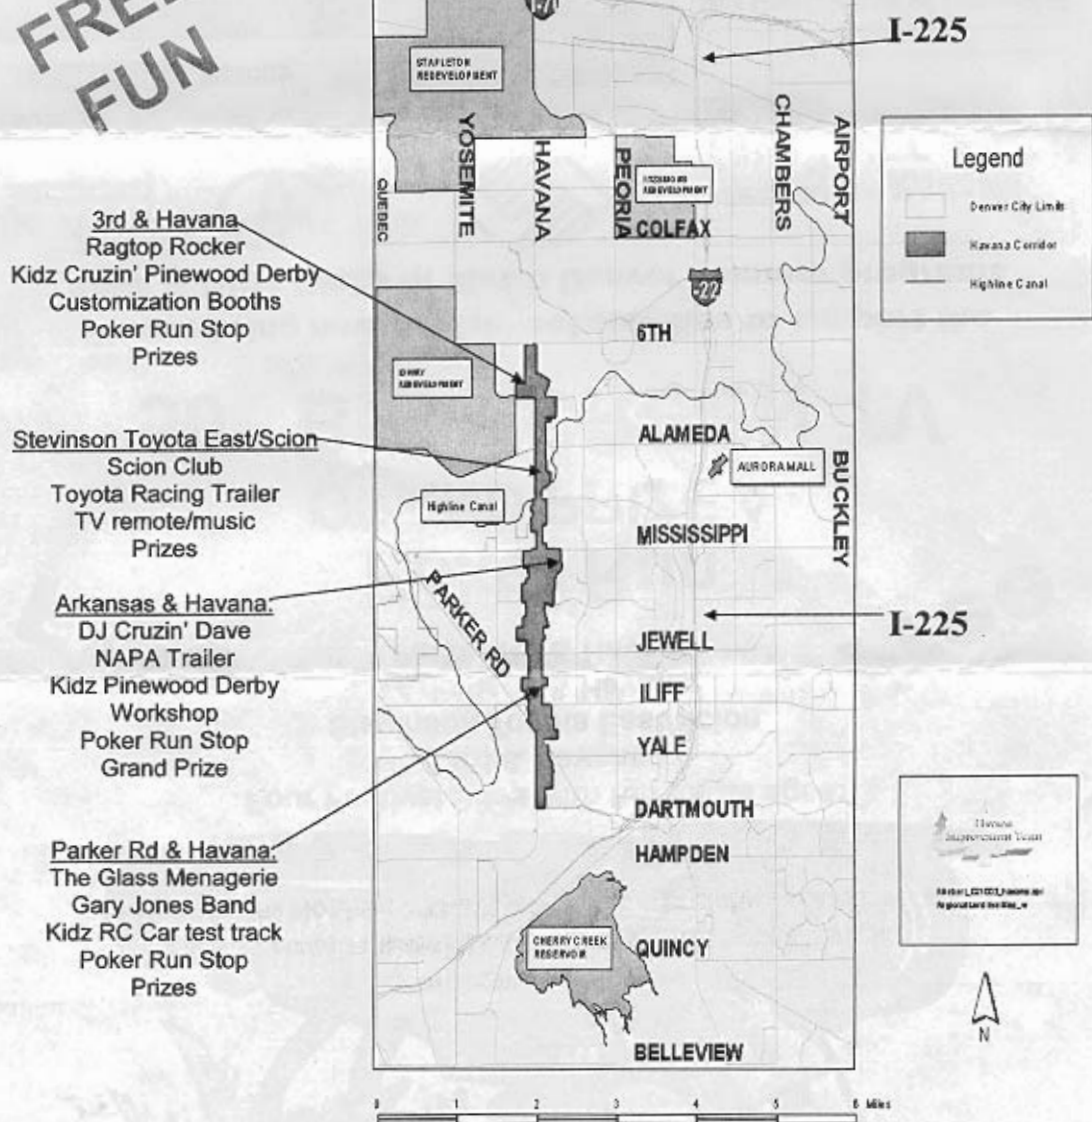 FREE
FUN
I-225
STAPLETON
REDEVELOPMENT
YOSEMITE
HAVANA
PEORIA
CHAMBERS
AIRPORT
QUEBEC
REDEVELOPMENT
COLFAX
Legend
Denver City Limits
Havana Corridor
Highline Canal
3rd & Havana
Ragtop Rocker
Kidz Cruzin' Pinewood Derby
Customization Booths
Poker Run Stop
Prizes
6TH
REDEVELOPMENT
ALAMEDA
AURORA MALL
BUCKLEY
Stevinson Toyota East/Scion
Scion Club
Toyota Racing Trailer
TV remote/music
Prizes
Highline Canal
MISSISSIPPI
PARKER RD
Arkansas & Havana:
DJ Cruzin' Dave
NAPA Trailer
Kidz Pinewood Derby
Workshop
Poker Run Stop
Grand Prize
I-225
JEWELL
ILIFF
YALE
DARTMOUTH
HAMPDEN
Parker Rd & Havana:
The Glass Menagerie
Gary Jones Band
Kidz RC Car test track
Poker Run Stop
Prizes
Havana
Improvement Team
CHERRY CREEK
RESERVOIR
QUINCY
BELLEVIEW
N
0 1 2 3 4 5 6 Miles